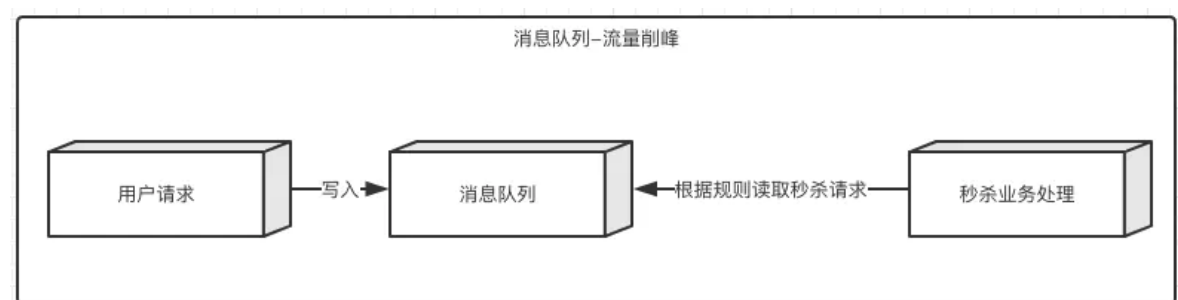 消息队列-流量削峰
用户请求
写入
消息队列
根据规则读取秒杀请求
秒杀业务处理